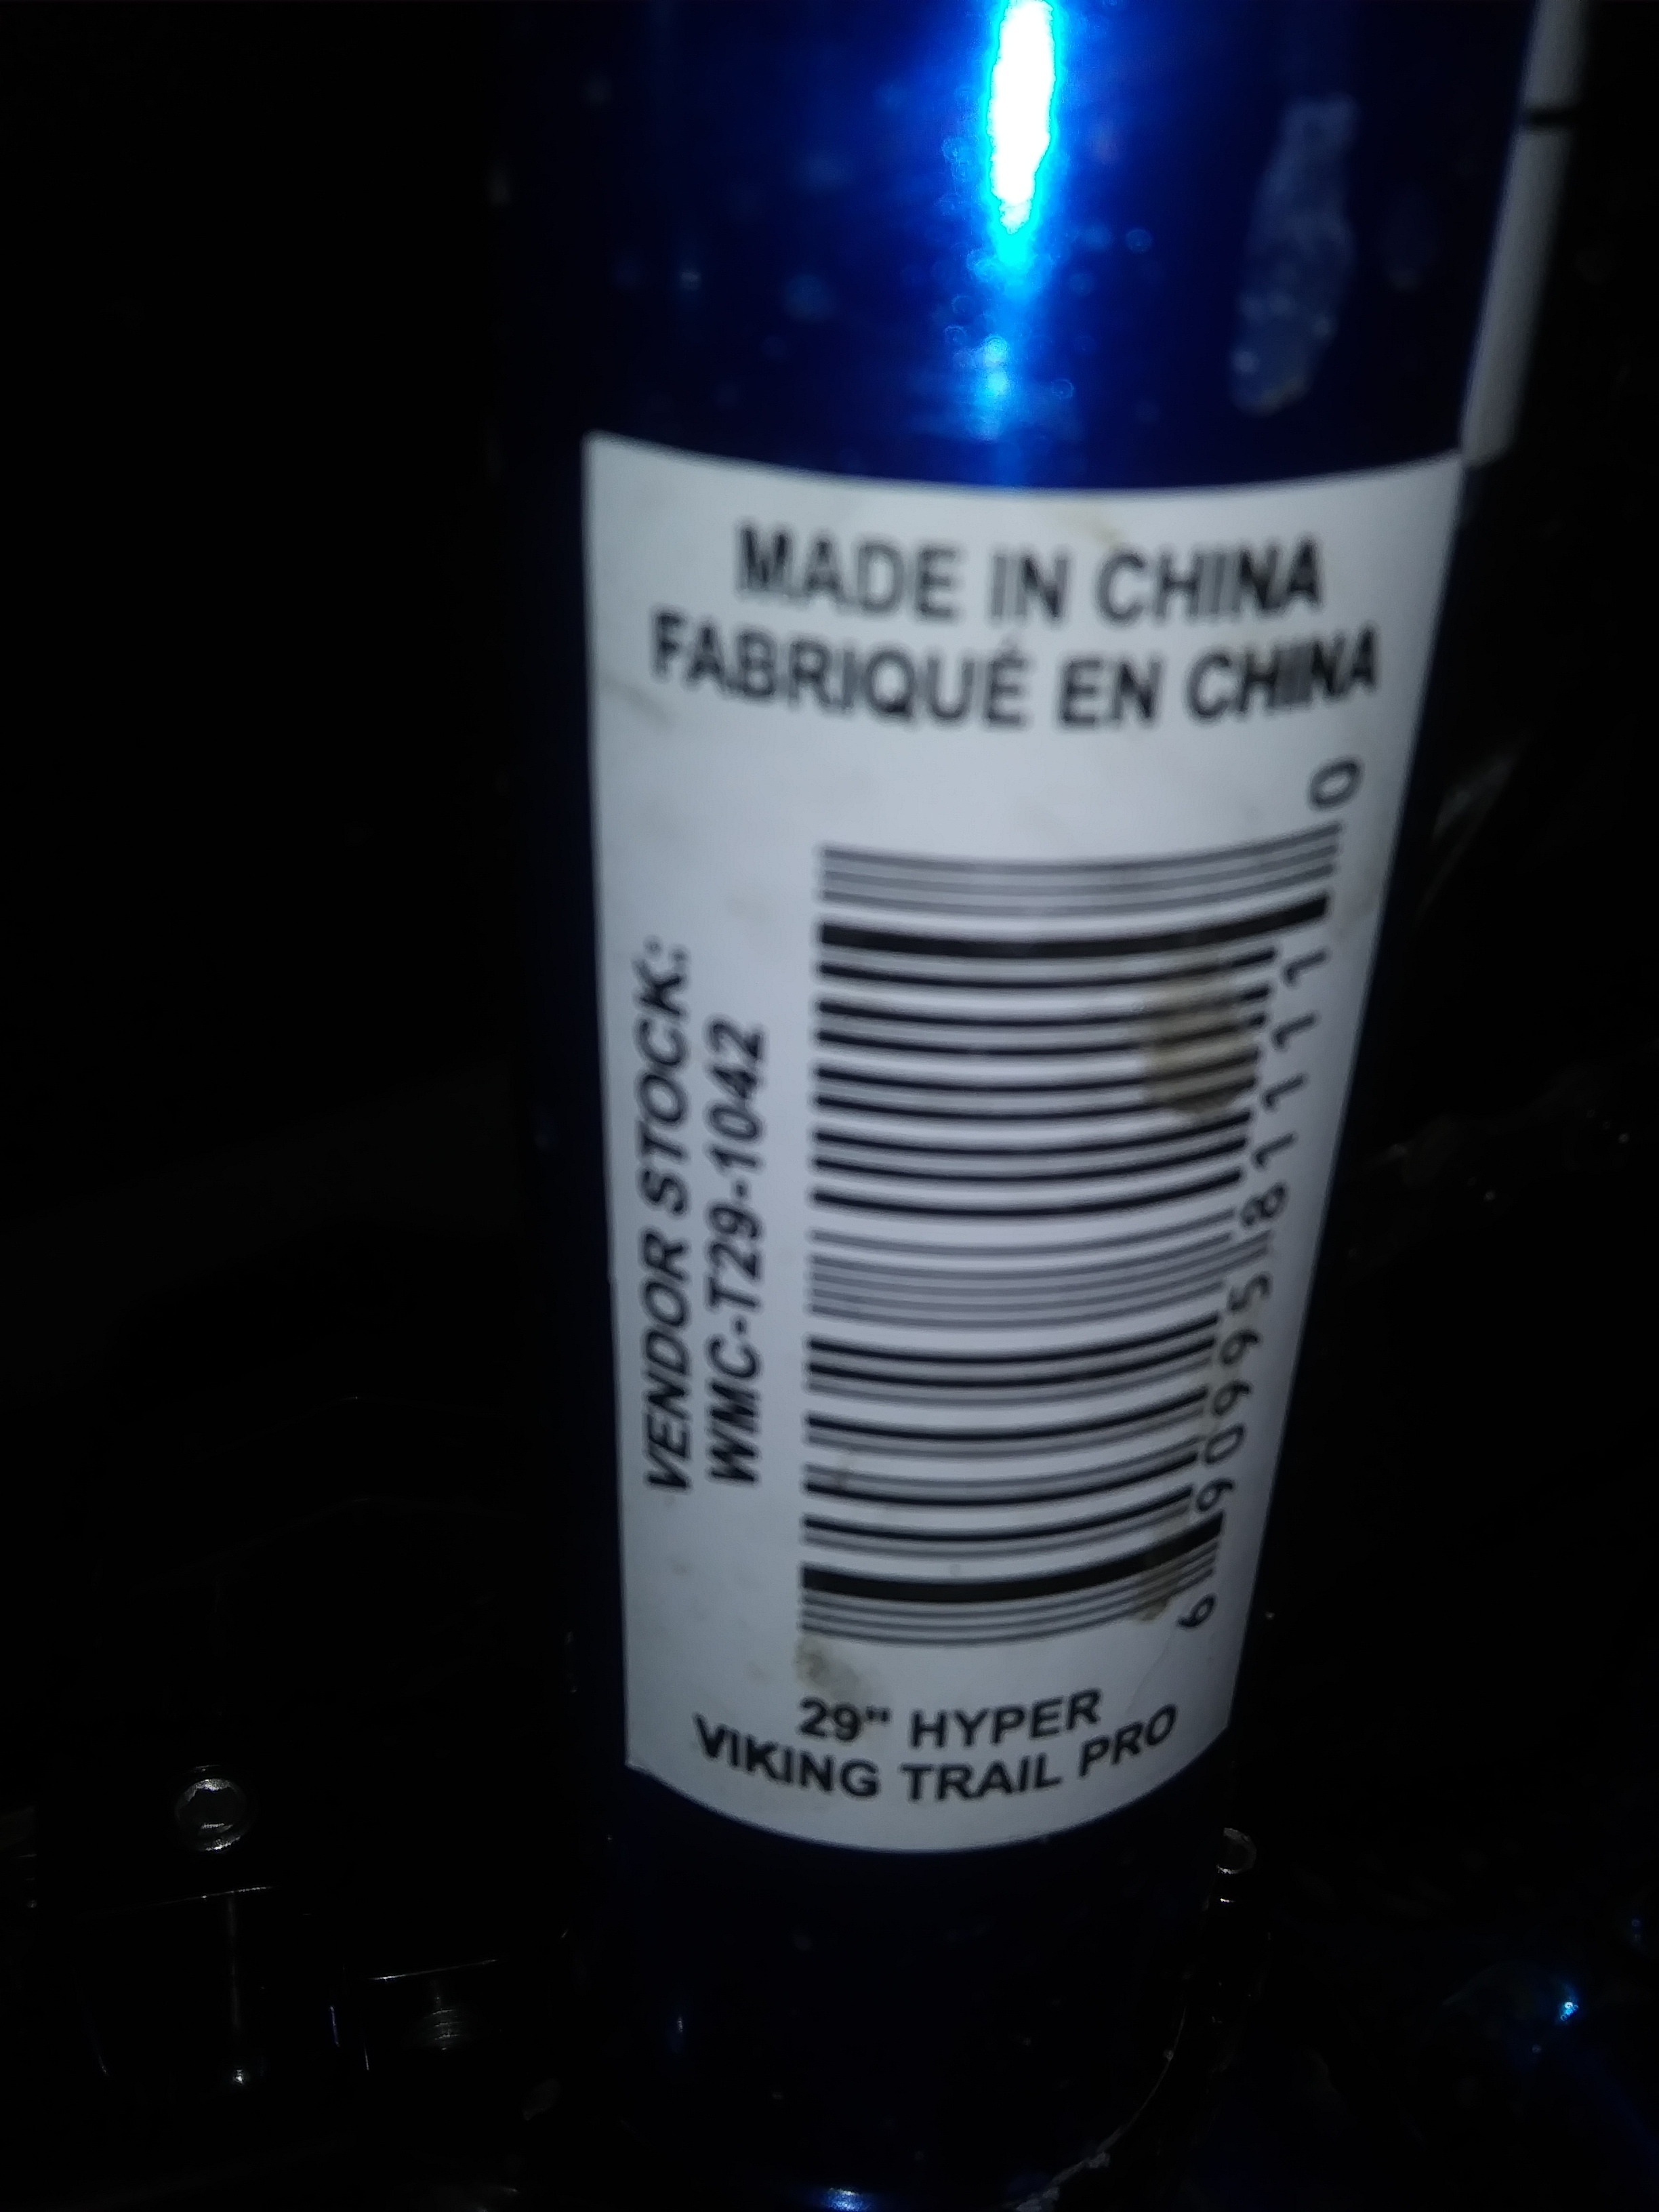 MADE IN CHINA
FABRIQUÉ EN CHINA
VENDOR STOCK:
WMC-T29-1042
6 90995 81111 0
29" HYPER
VIKING TRAIL PRO